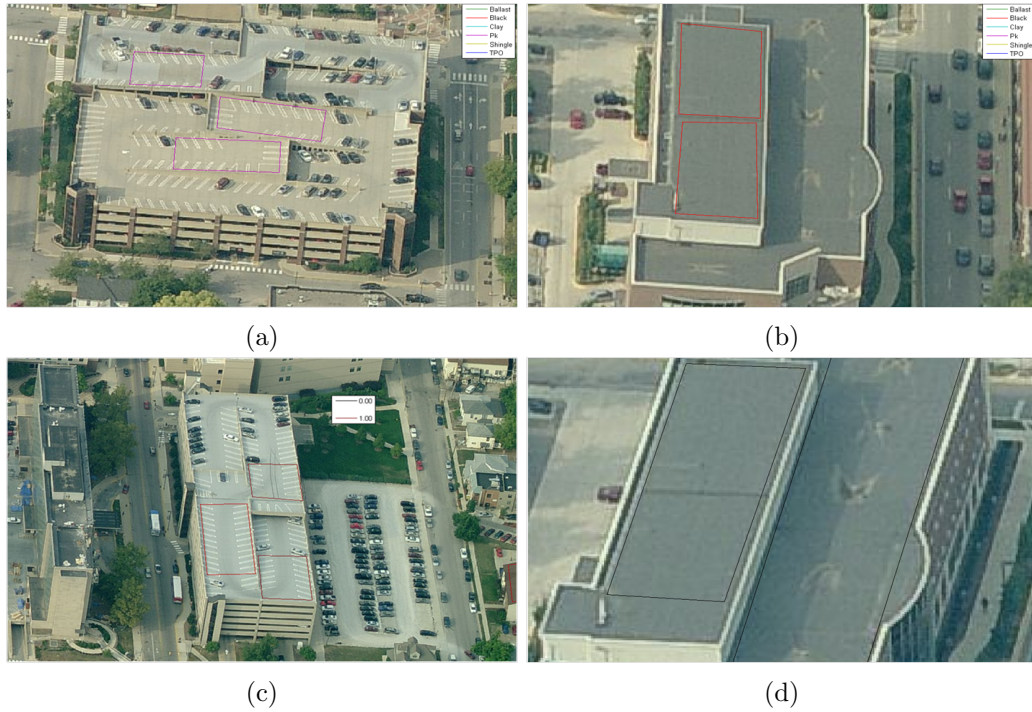 Ballast
Black
Clay
Pk
Shingle
TPO
Ballast
Black
Clay
Pk
Shingle
TPO
(a)
(b)
0.00
1.00
(c)
(d)